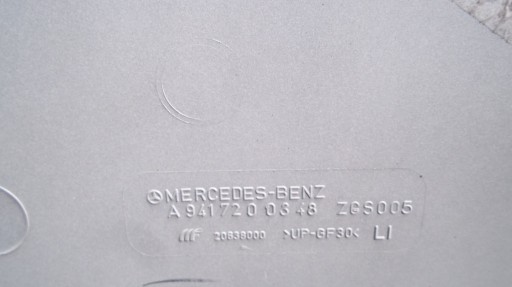 MERCEDES-BENZ
A 941 720 03 48 ZGS005
20838000 >UP-GF30< LI